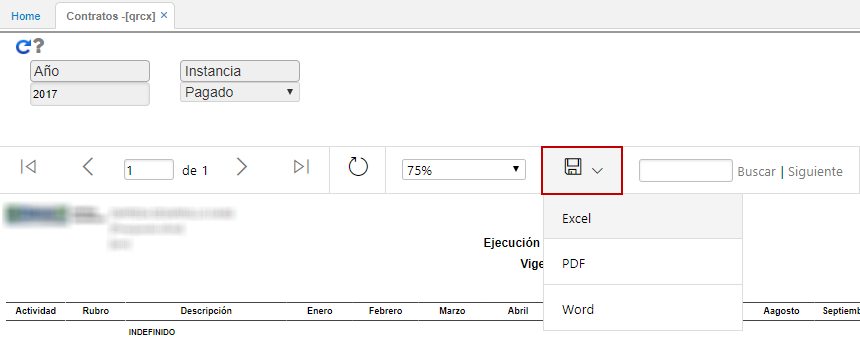 Home
Contratos -[qrcx] ×
?
Año Instancia
2017 Pagado
1 de 1 75% Buscar | Siguiente
Excel
PDF
Word
Ejecución
Vige
Actividad Rubro Descripción Enero Febrero Marzo Abril Aagosto Septiemb
INDEFINIDO